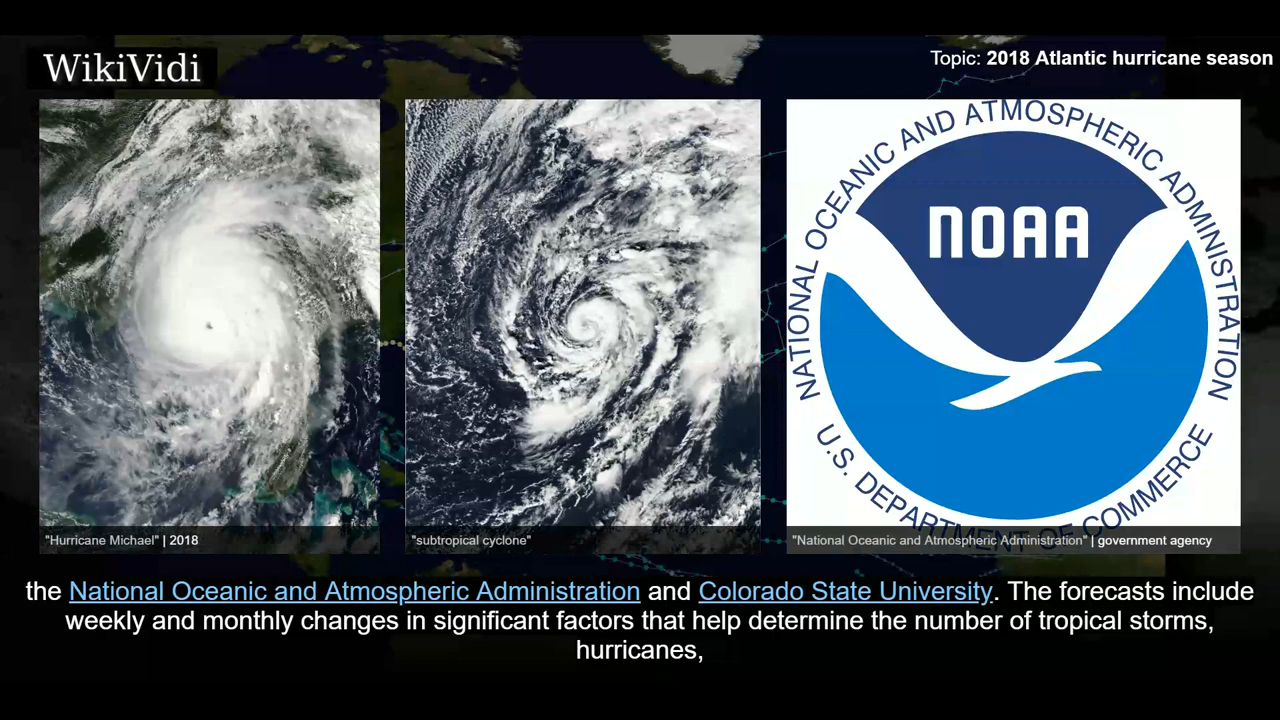 WikiVidi
Topic: 2018 Atlantic hurricane season
NATIONAL OCEANIC AND ATMOSPHERIC ADMINISTRATION
NOAA
U.S. DEPARTMENT OF COMMERCE
"Hurricane Michael" | 2018
"subtropical cyclone"
"National Oceanic and Atmospheric Administration" | government agency
the National Oceanic and Atmospheric Administration and Colorado State University. The forecasts include
weekly and monthly changes in significant factors that help determine the number of tropical storms,
hurricanes,